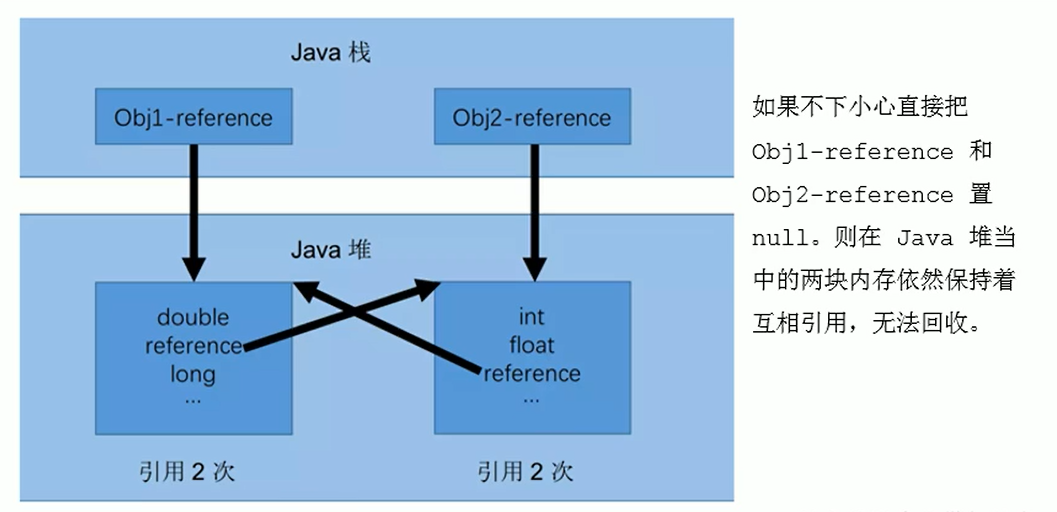 Java 栈
Obj1-reference
Obj2-reference
Java 堆
double
reference
long
...
int
float
reference
...
引用 2 次
引用 2 次
如果不下小心直接把
Obj1-reference 和
Obj2-reference 置
null。则在 Java 堆当
中的两块内存依然保持着
互相引用，无法回收。